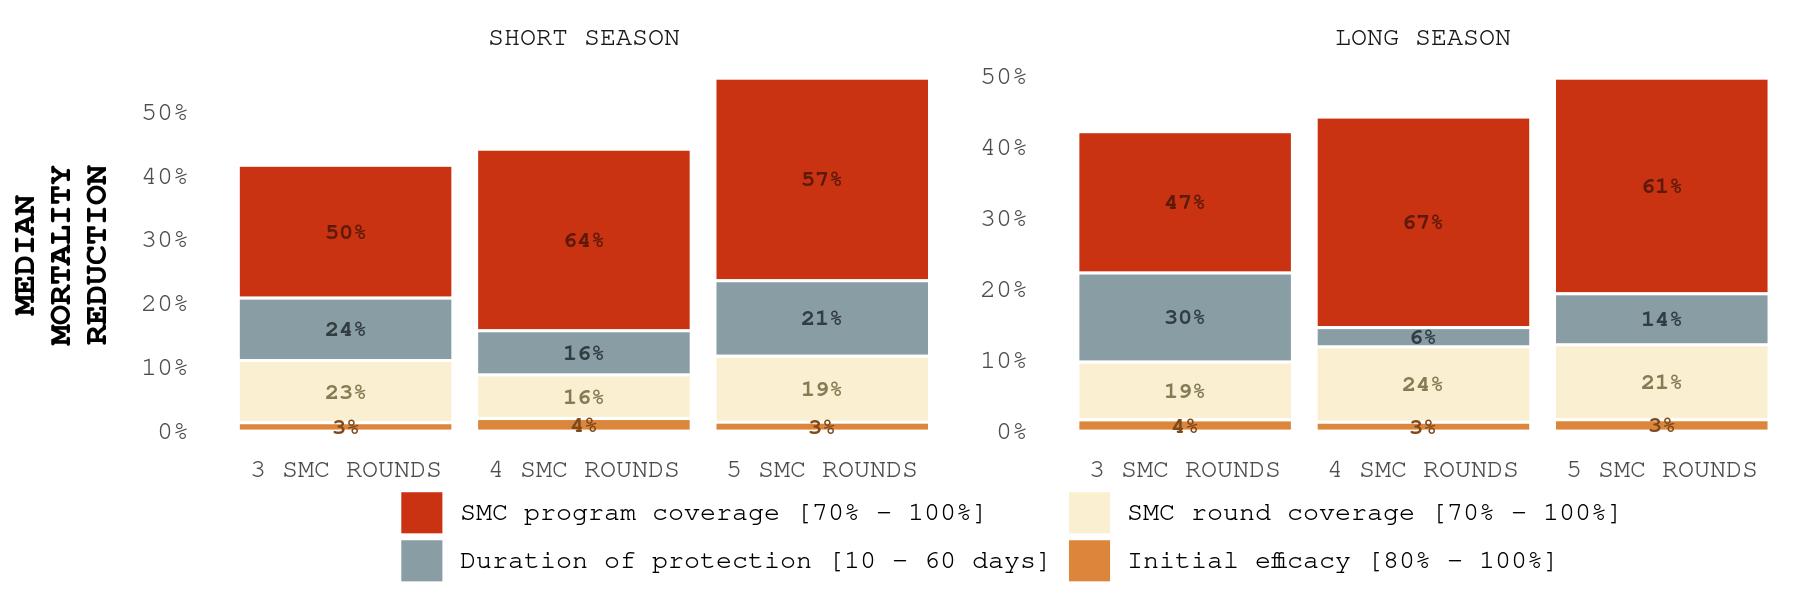 SHORT SEASON
LONG SEASON
MEDIAN
MORTALITY
REDUCTION
50%
40%
30%
20%
10%
0%
50%
24%
23%
3%
64%
16%
16%
4%
57%
21%
19%
3%
3 SMC ROUNDS
4 SMC ROUNDS
5 SMC ROUNDS
50%
40%
30%
20%
10%
0%
47%
30%
19%
4%
67%
6%
24%
3%
61%
14%
21%
3%
3 SMC ROUNDS
4 SMC ROUNDS
5 SMC ROUNDS
SMC program coverage [70% – 100%]
SMC round coverage [70% – 100%]
Duration of protection [10 – 60 days]
Initial efficacy [80% – 100%]